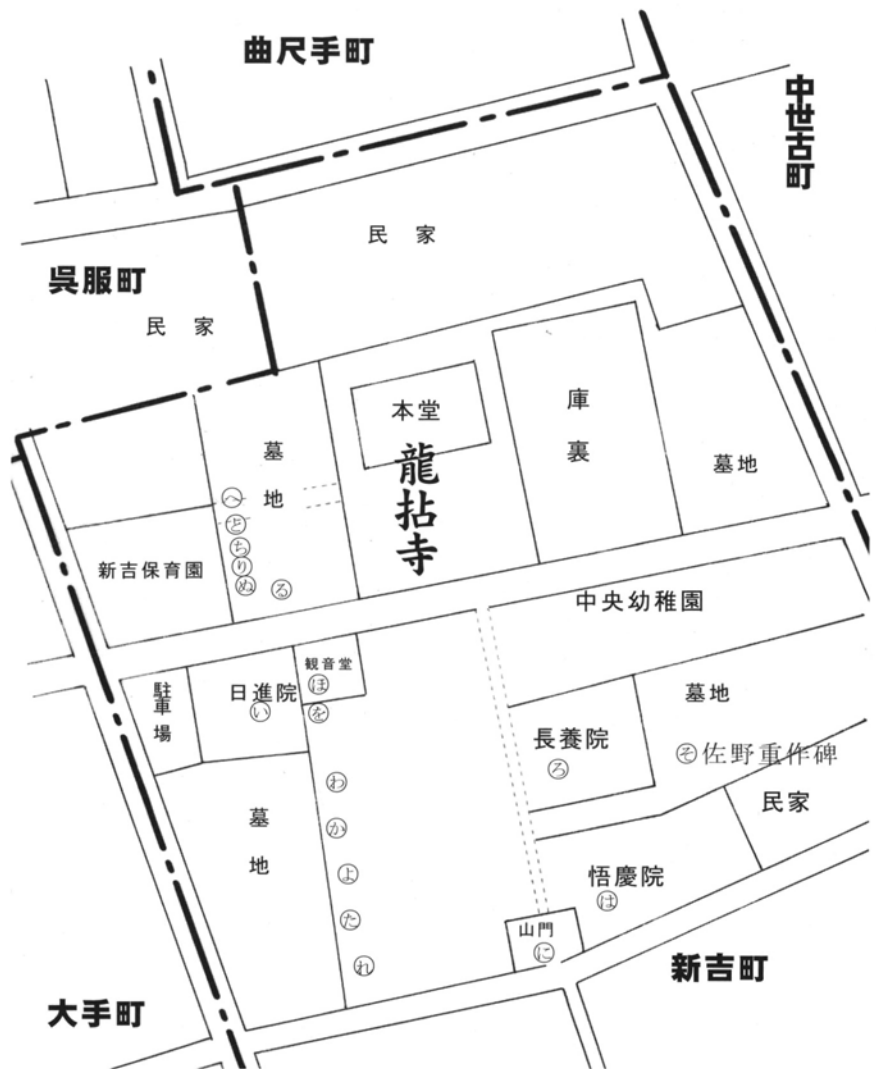 曲尺手町
中世古町
民 家
呉服町
民 家
本堂
庫裏
墓地
龍拈寺
墓地
㋬
㋣
ち
り
ぬ
る
新吉保育園
中央幼稚園
駐車場
日進院
い
観音堂
ほ
を
墓地
長養院
ろ
そ佐野重作碑
民家
墓地
わ
か
よ
た
れ
悟慶院
は
山門
に
新吉町
大手町